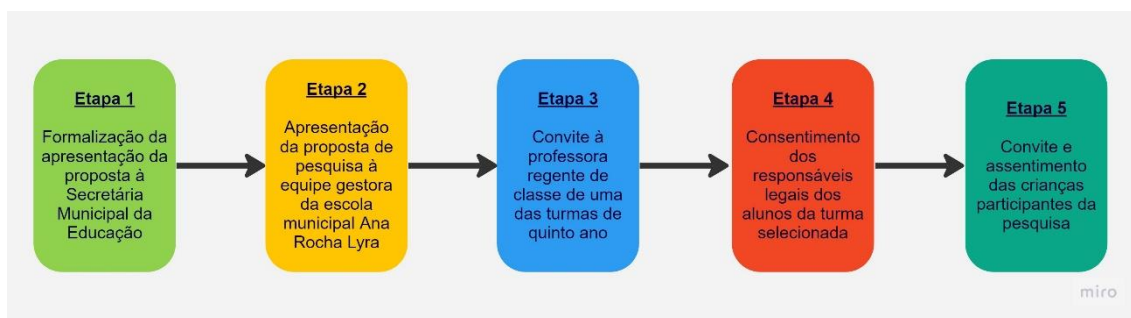 Etapa 1
Formalização da
apresentação da
proposta à
Secretária
Municipal da
Educação
Etapa 2
Apresentação
da proposta de
pesquisa à
equipe gestora
da escola
municipal Ana
Rocha Lyra
Etapa 3
Convite à
professora
regente de
classe de uma
das turmas de
quinto ano
Etapa 4
Consentimento
dos
responsáveis
legais dos
alunos da turma
selecionada
Etapa 5
Convite e
assentimento
das crianças
participantes da
pesquisa
miro